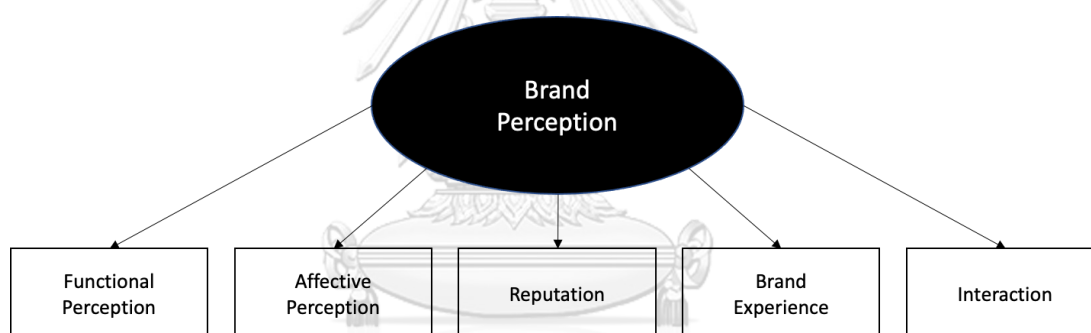 Brand
Perception
Functional
Perception
Affective
Perception
Reputation
Brand
Experience
Interaction